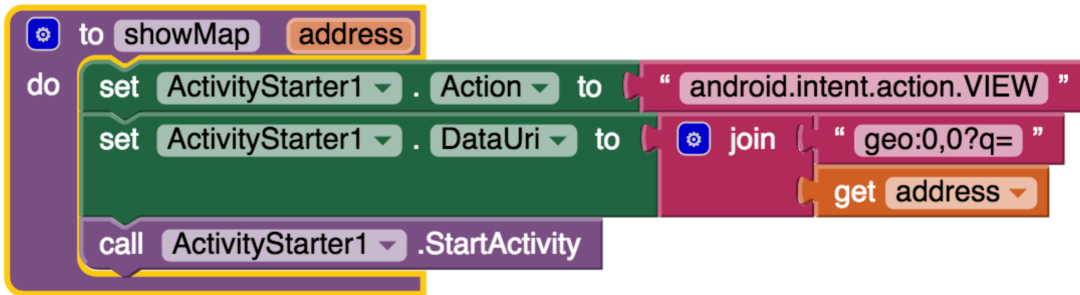 to showMap address
do set ActivityStarter1 . Action to “ android.intent.action.VIEW ”
set ActivityStarter1 . DataUri to join “ geo:0,0?q= ”
get address
call ActivityStarter1 .StartActivity